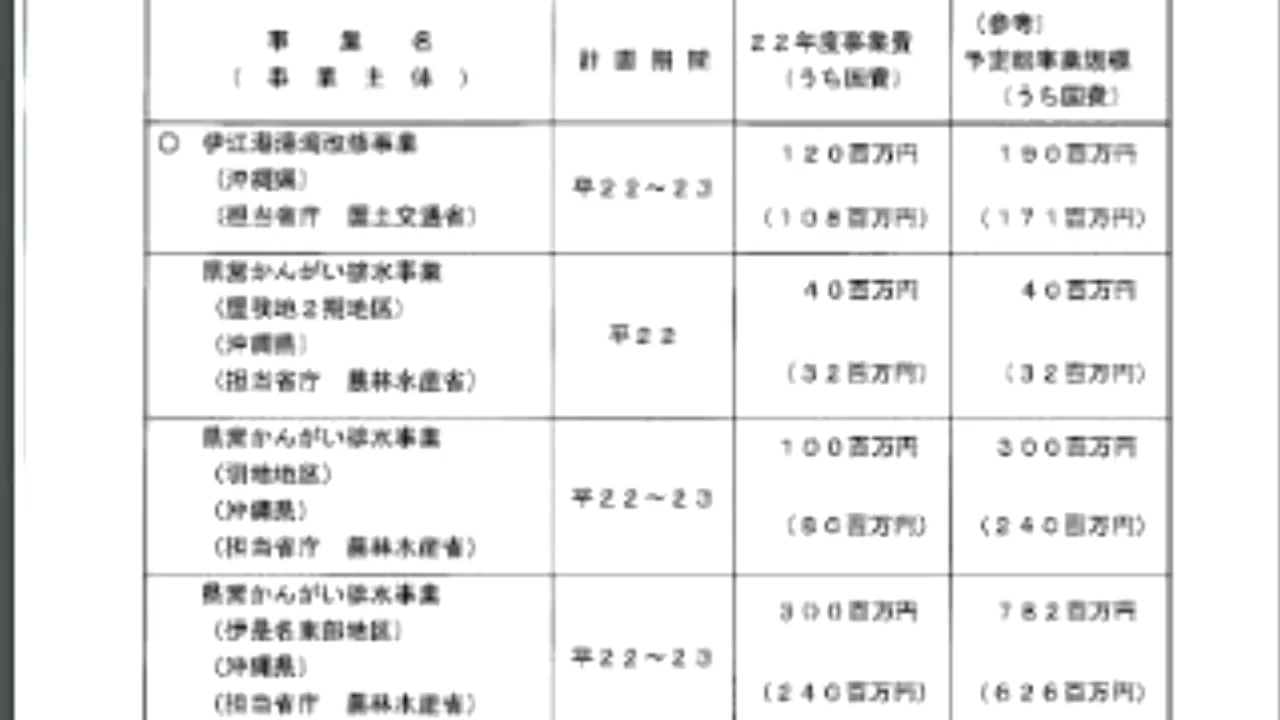 事業名
(事業主体)
計画期間
22年度事業費
(うち国費)
(参考)
予定総事業規模
(うち国費)
○ 伊江港港湾改修事業
(沖縄県)
(担当省庁 国土交通省)
平22~23
120百万円
(108百万円)
190百万円
(171百万円)
県営かんがい排水事業
(2期地区)
(沖縄県)
(担当省庁 農林水産省)
平22
40百万円
(32百万円)
40百万円
(32百万円)
県営かんがい排水事業
(羽地地区)
(沖縄県)
(担当省庁 農林水産省)
平22~23
100百万円
(80百万円)
300百万円
(240百万円)
県営かんがい排水事業
(伊是名東部地区)
(沖縄県)
(担当省庁 農林水産省)
平22~23
300百万円
(240百万円)
782百万円
(626百万円)